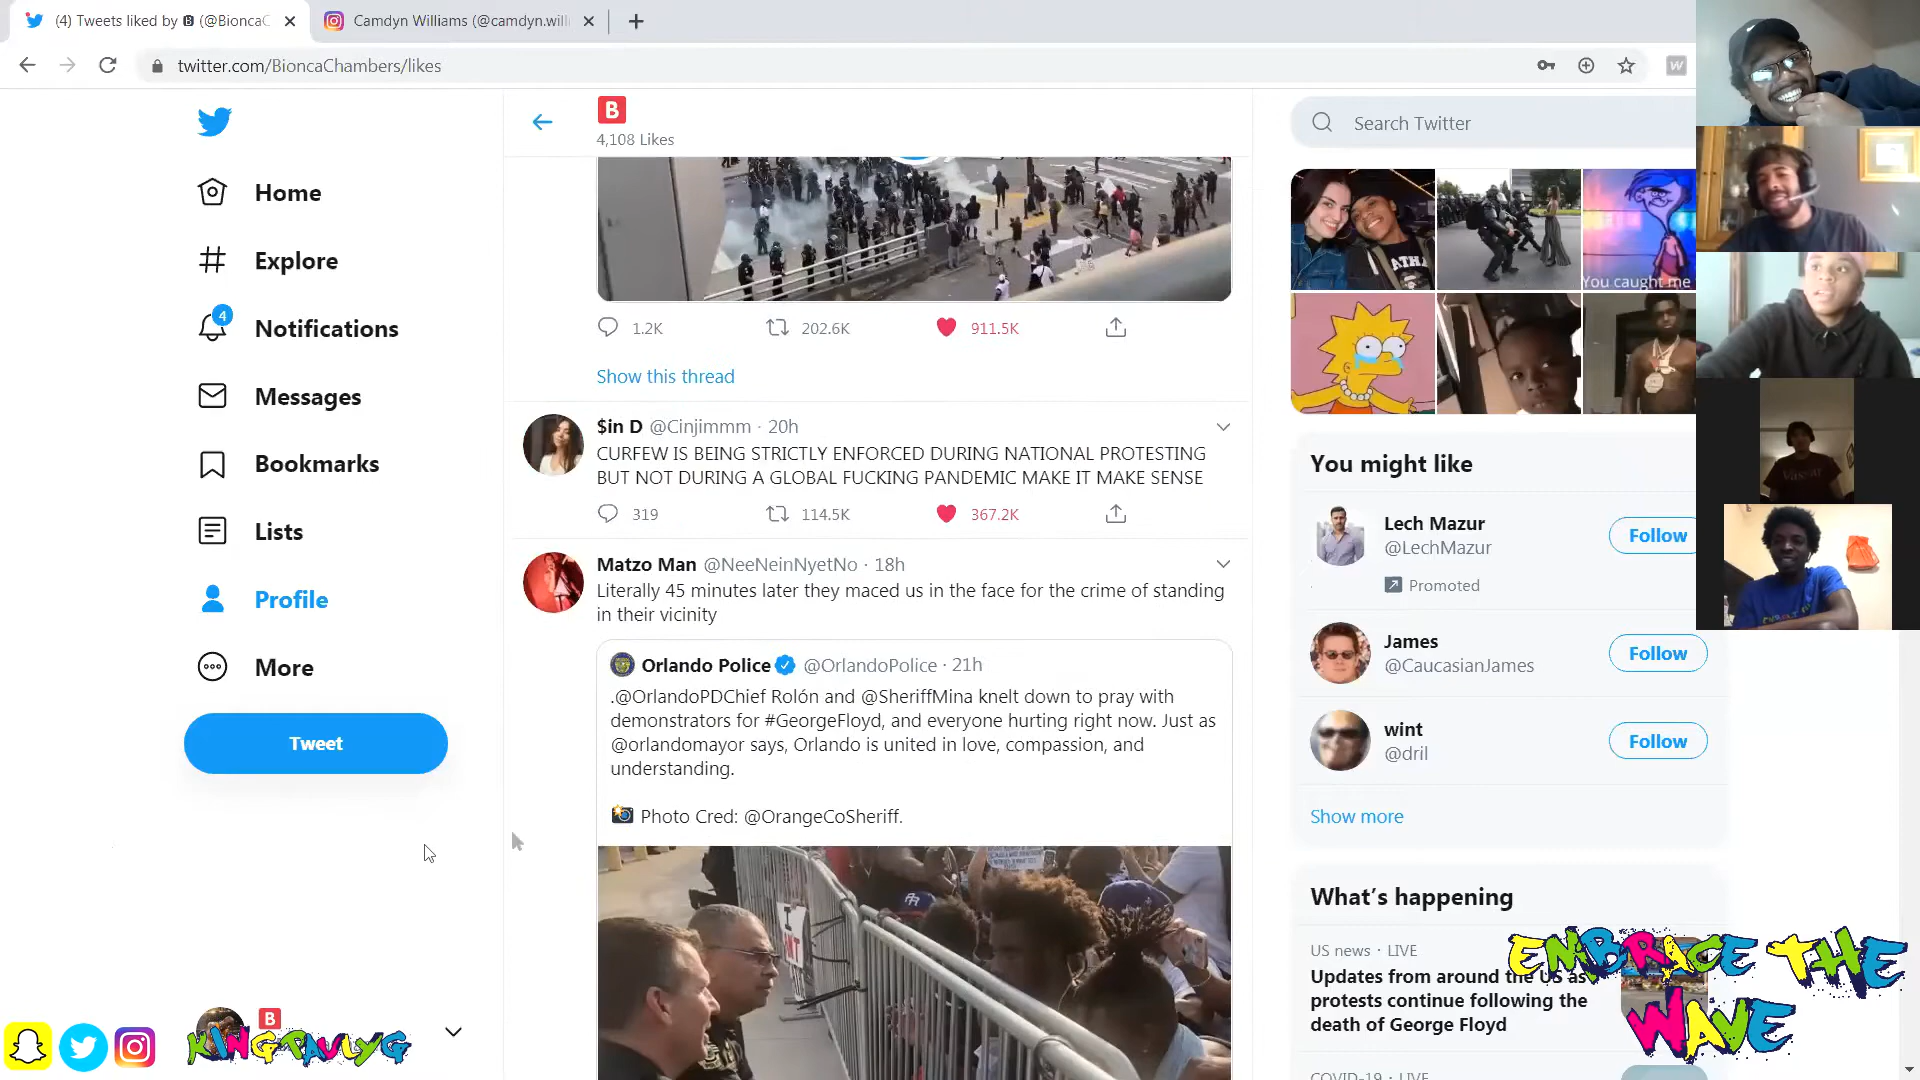 (4) Tweets liked by B (@BioncaC
Camdyn Williams (@camdyn.will
twitter.com/BioncaChambers/likes
W
B
4,108 Likes
Search Twitter
Home
Explore
4
Notifications
Messages
Bookmarks
Lists
Profile
More
Tweet
1.2K 202.6K 911.5K
Show this thread
$in D @Cinjimmm · 20h
CURFEW IS BEING STRICTLY ENFORCED DURING NATIONAL PROTESTING
BUT NOT DURING A GLOBAL FUCKING PANDEMIC MAKE IT MAKE SENSE
319 114.5K 367.2K
Matzo Man @NeeNeinNyetNo · 18h
Literally 45 minutes later they maced us in the face for the crime of standing
in their vicinity
Orlando Police @OrlandoPolice · 21h
.@OrlandoPDChief Rolón and @SheriffMina knelt down to pray with
demonstrators for #GeorgeFloyd, and everyone hurting right now. Just as
@orlandomayor says, Orlando is united in love, compassion, and
understanding.
Photo Cred: @OrangeCoSheriff.
You caught me
You might like
Lech Mazur
@LechMazur
Promoted
Follow
James
@CaucasianJames
Follow
wint
@dril
Follow
Show more
What's happening
US news · LIVE
Updates from around the US as
protests continue following the
death of George Floyd
COVID-19 · LIVE
EMBRACE THE
WAVE
B
KINGPAVLYG
Vassar